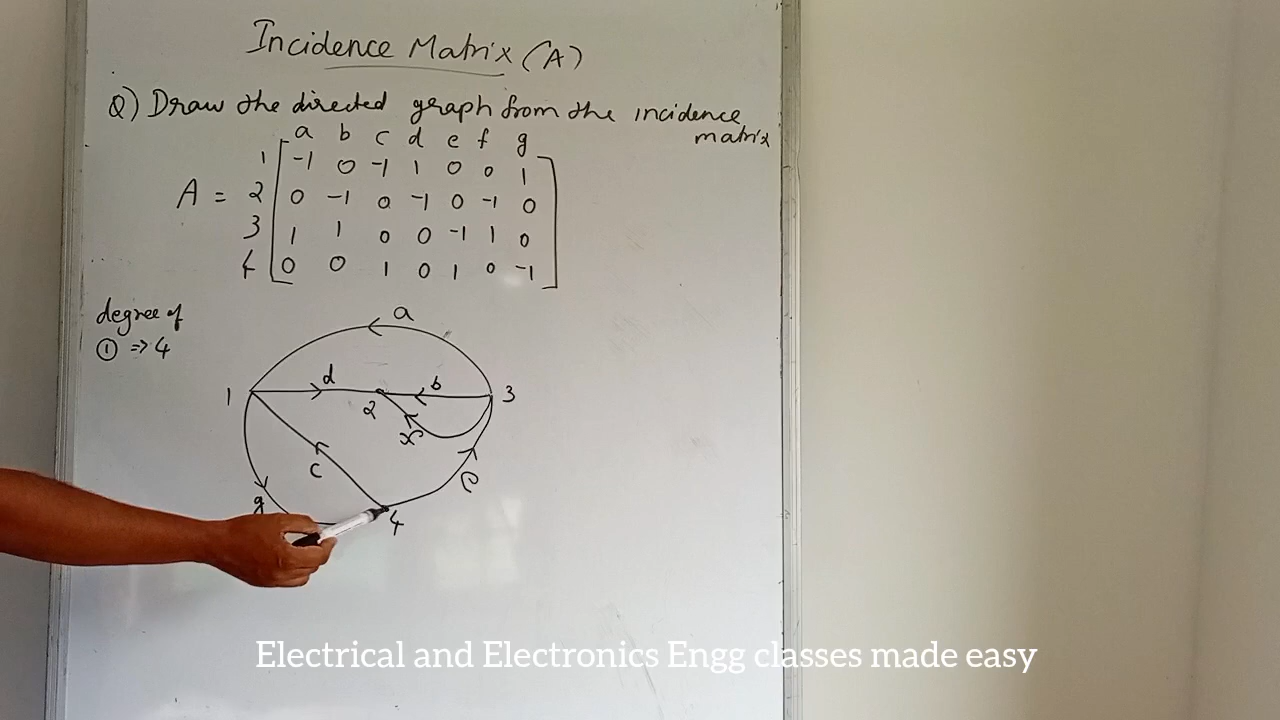 Incidence Matrix (A)
Q) Draw the directed graph from the incidence
matrix
a b c d e f g
1 -1 0 -1 1 0 0 1
A = 2 0 -1 0 -1 0 -1 0
3 1 1 0 0 -1 1 0
4 0 0 1 0 1 0 -1
degree of
① => 4
a
1 d 2 b 3
f
c
e
g
4
Electrical and Electronics Engg classes made easy